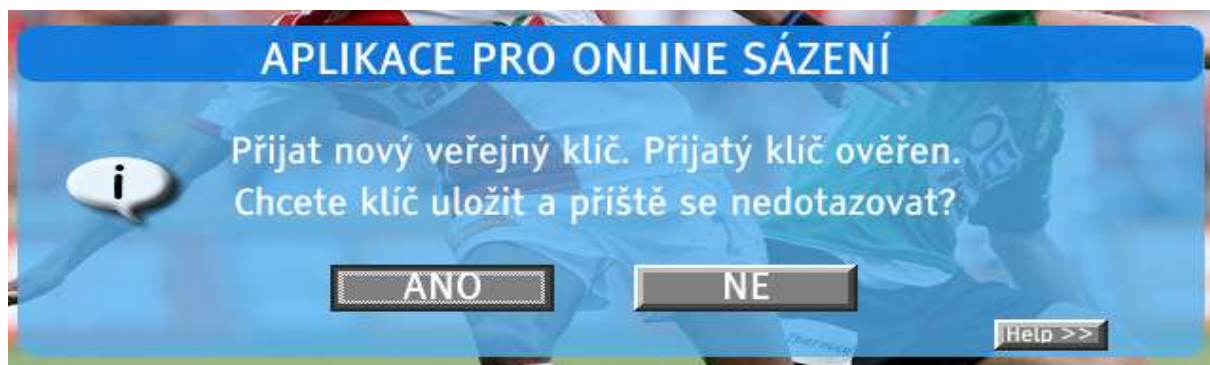 APLIKACE PRO ONLINE SÁZENÍ
Přijat nový veřejný klíč. Přijatý klíč ověřen.
Chcete klíč uložit a příště se nedotazovat?
ANO NE
Help >>